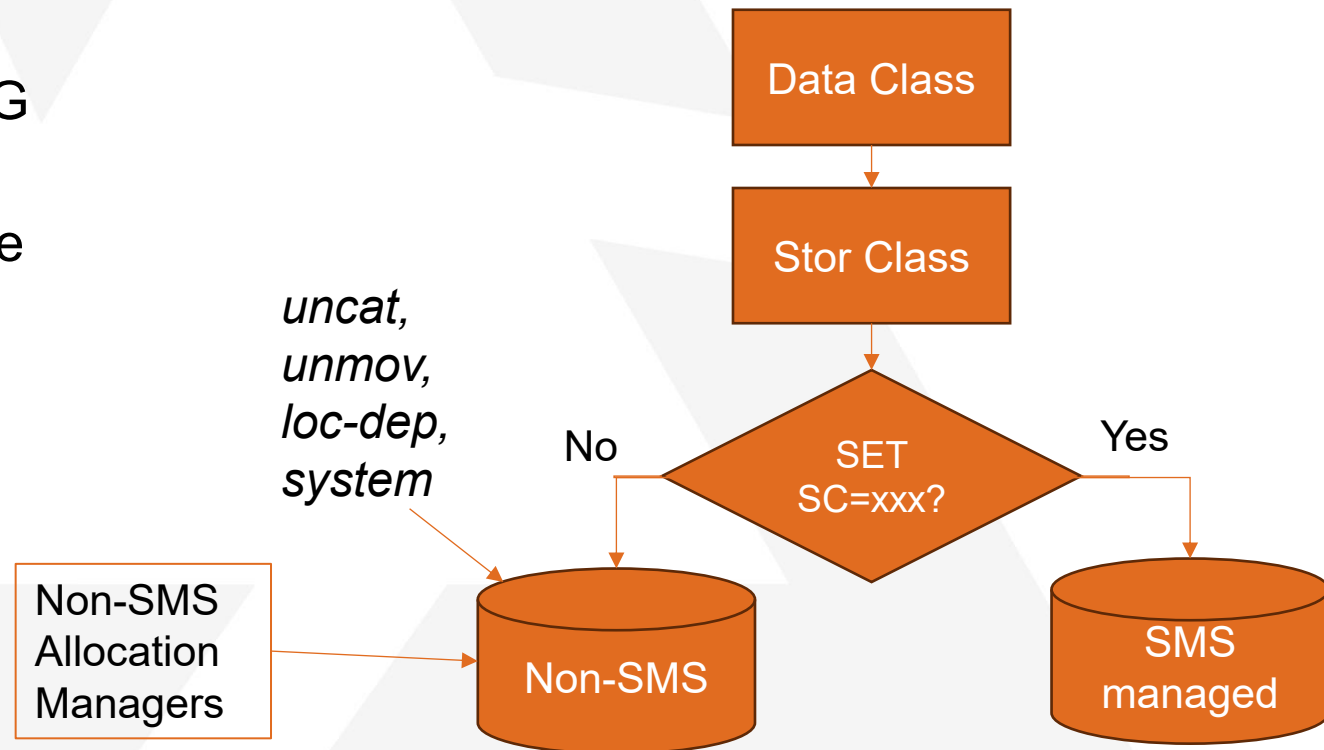 G
e
Data Class
Stor Class
uncat,
unmov,
loc-dep,
system
No
SET
SC=xxx?
Yes
Non-SMS
Allocation
Managers
Non-SMS
SMS
managed